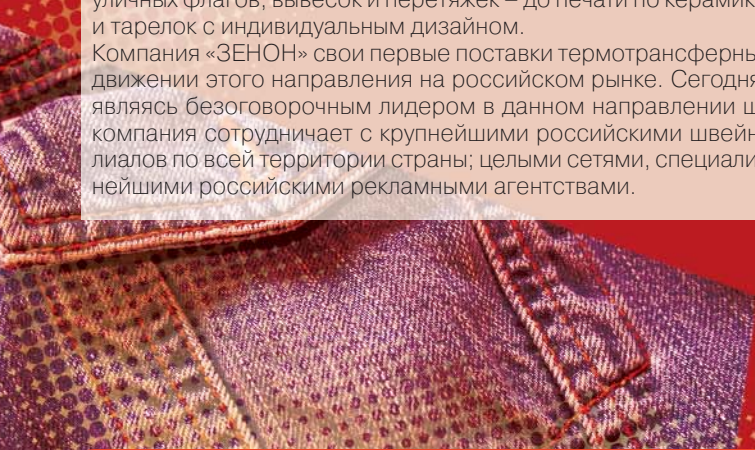 уличных флагов, вывесок и перетяжек – до печати по керамик
и тарелок с индивидуальным дизайном.
Компания «ЗЕНОН» свои первые поставки термотрансферны
движении этого направления на российском рынке. Сегодня
являясь безоговорочным лидером в данном направлении ш
компания сотрудничает с крупнейшими российскими швейн
лиалов по всей территории страны; целыми сетями, специали
нейшими российскими рекламными агентствами.